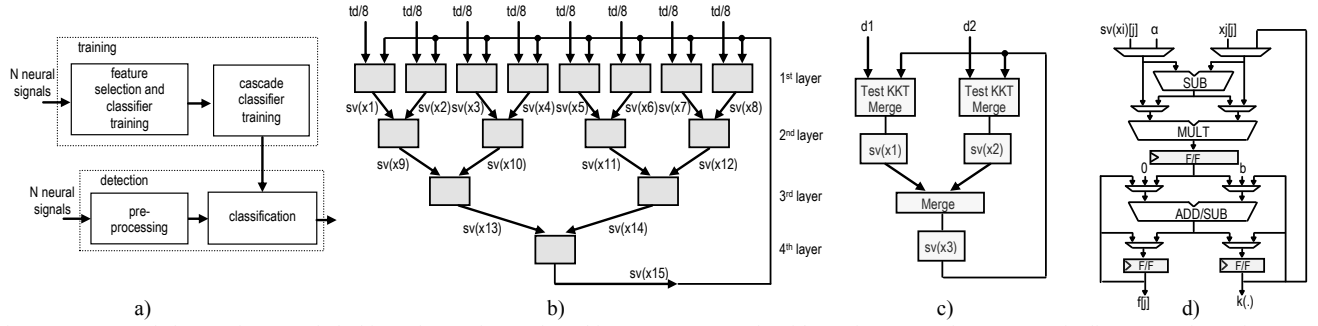 training
N neural
signals
feature
selection and
classifier
training
cascade
classifier
training
detection
N neural
signals
pre-
processing
classification
a)
td/8 td/8 td/8 td/8 td/8 td/8 td/8 td/8
1st layer
sv(x1) sv(x2) sv(x3) sv(x4) sv(x5) sv(x6) sv(x7) sv(x8)
2nd layer
sv(x9) sv(x10) sv(x11) sv(x12)
3rd layer
sv(x13) sv(x14)
4th layer
sv(x15)
b)
d1 d2
Test KKT
Merge
Test KKT
Merge
sv(x1) sv(x2)
Merge
sv(x3)
c)
sv(xi)[j] α xj[j]
SUB
MULT
F/F
0 b
ADD/SUB
F/F F/F
f[j] k(.)
d)